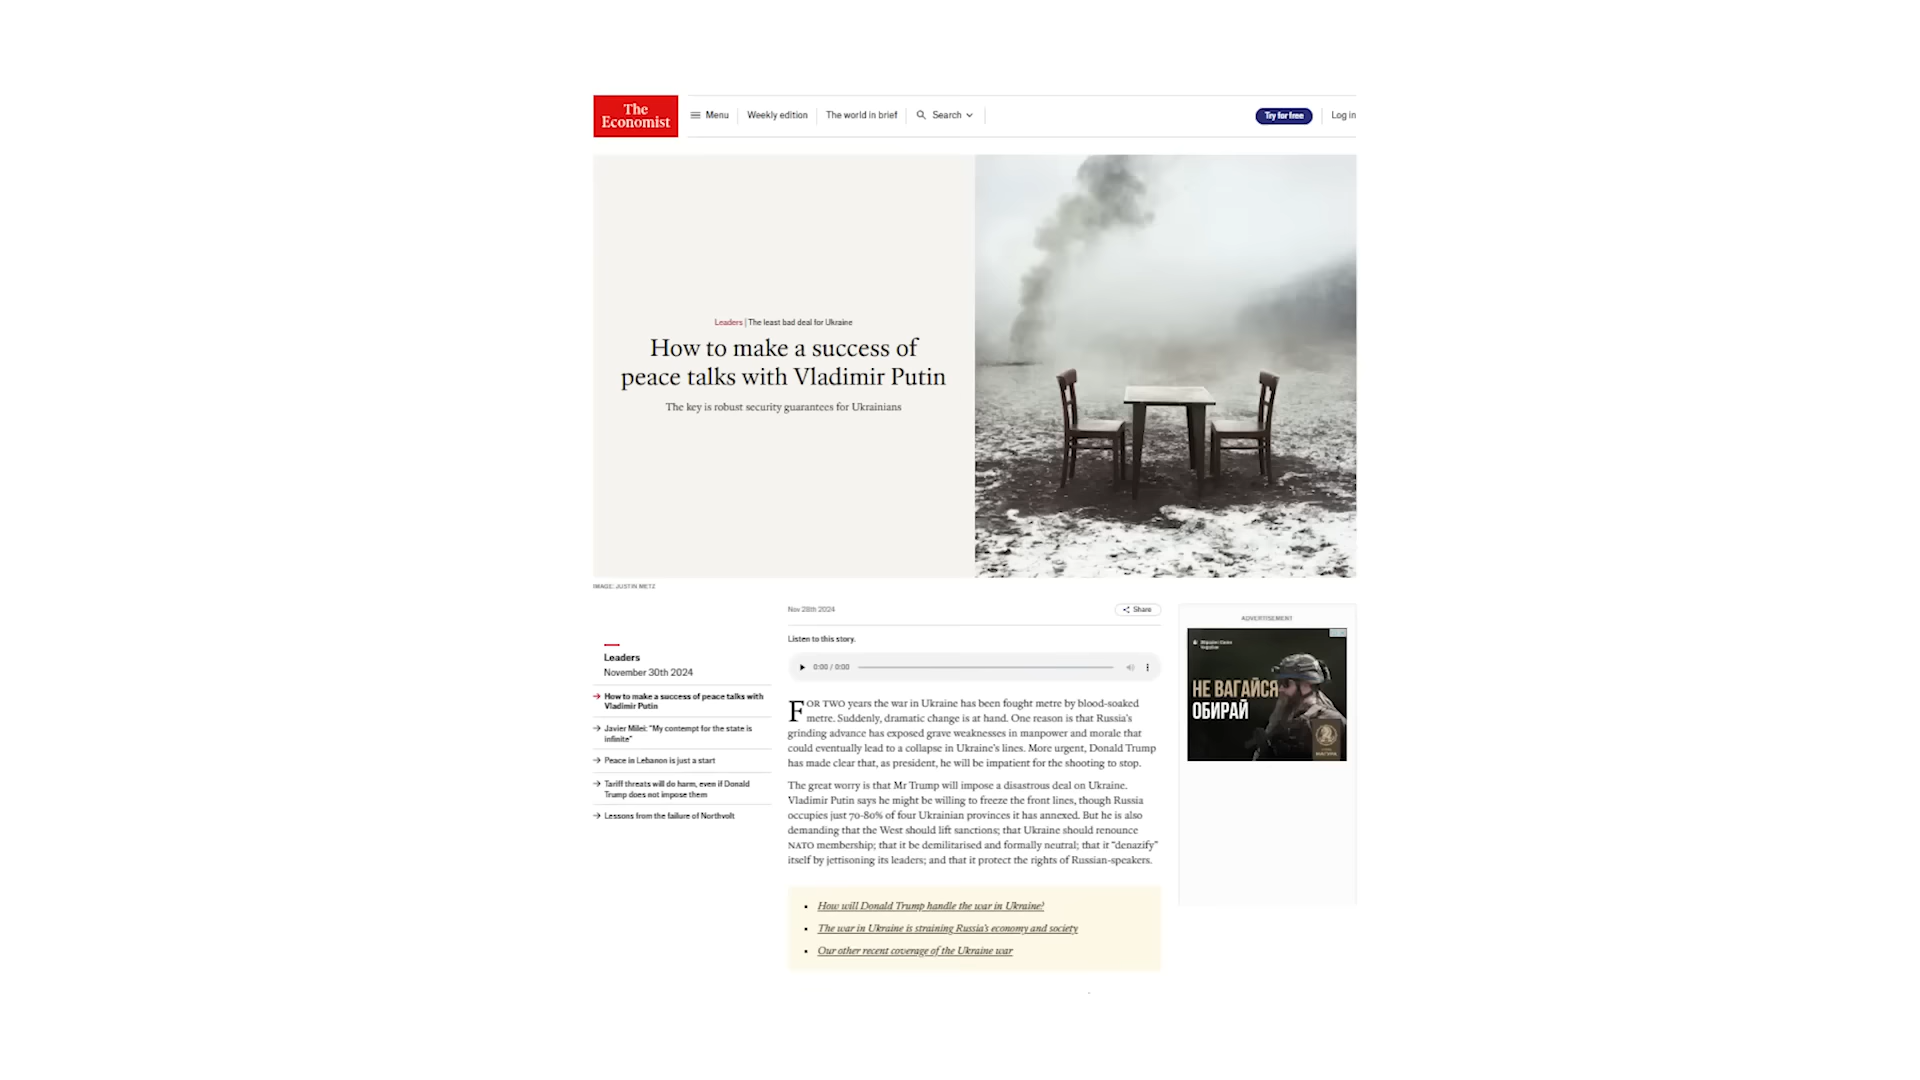 The
Economist
Menu
Weekly edition
The world in brief
Search
Try for free
Log in
Leaders | The least bad deal for Ukraine
How to make a success of
peace talks with Vladimir Putin
The key is robust security guarantees for Ukrainians
IMAGE: JUSTIN METZ
Nov 28th 2024
Share
Listen to this story.
0:00 / 0:00
Leaders
November 30th 2024
How to make a success of peace talks with
Vladimir Putin
Javier Milei: “My contempt for the state is
infinite”
Peace in Lebanon is just a start
Tariff threats will do harm, even if Donald
Trump does not impose them
Lessons from the failure of Northvolt
FOR TWO years the war in Ukraine has been fought metre by blood-soaked
metre. Suddenly, dramatic change is at hand. One reason is that Russia’s
grinding advance has exposed grave weaknesses in manpower and morale that
could eventually lead to a collapse in Ukraine’s lines. More urgent, Donald Trump
has made clear that, as president, he will be impatient for the shooting to stop.
The great worry is that Mr Trump will impose a disastrous deal on Ukraine.
Vladimir Putin says he might be willing to freeze the front lines, though Russia
occupies just 70-80% of four Ukrainian provinces it has annexed. But he is also
demanding that the West should lift sanctions; that Ukraine should renounce
NATO membership; that it be demilitarised and formally neutral; that it “denazify”
itself by jettisoning its leaders; and that it protect the rights of Russian-speakers.
How will Donald Trump handle the war in Ukraine?
The war in Ukraine is straining Russia’s economy and society
Our other recent coverage of the Ukraine war
ADVERTISEMENT
НЕ ВАГАЙСЯ
ОБИРАЙ